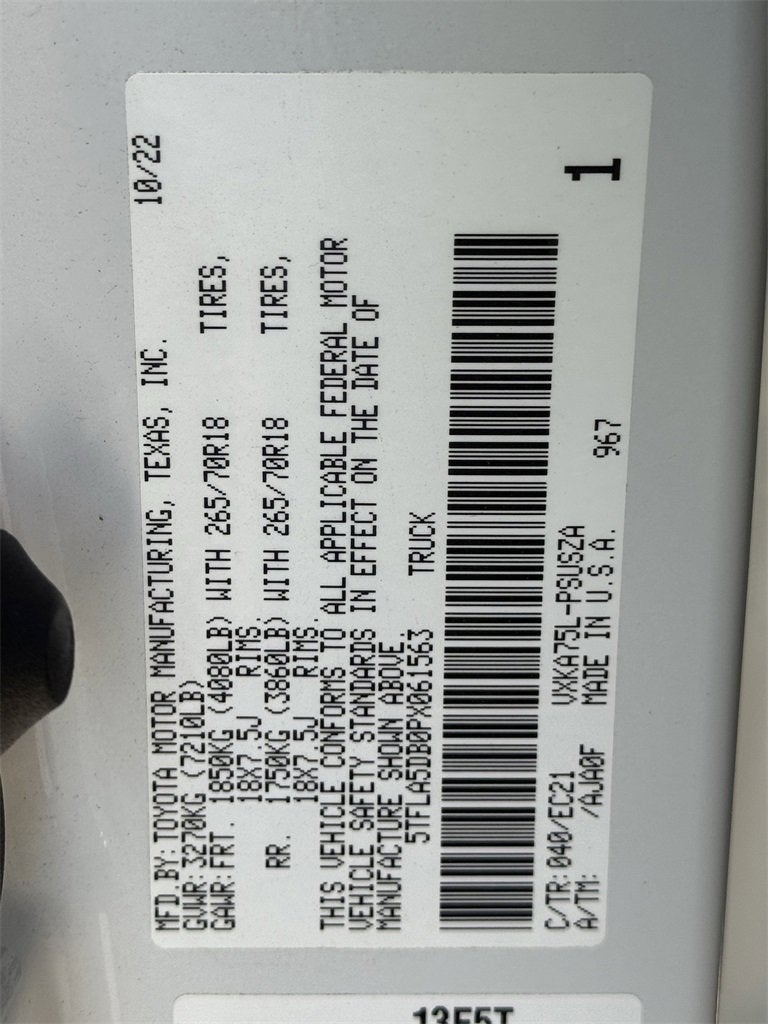 10/22
MFD.BY:TOYOTA MOTOR MANUFACTURING, TEXAS, INC.
GVWR:3270KG (7210LB)
GAWR:FRT. 1850KG (4080LB) WITH 265/70R18 TIRES,
18X7.5J RIMS.
RR. 1750KG (3860LB) WITH 265/70R18 TIRES,
18X7.5J RIMS.
THIS VEHICLE CONFORMS TO ALL APPLICABLE FEDERAL MOTOR
VEHICLE SAFETY STANDARDS IN EFFECT ON THE DATE OF
MANUFACTURE SHOWN ABOVE.
5TFLA5DB0PX061563 TRUCK
C/TR:040/EC21 VXKA75L-PSUSZA
A/TM: /AJA0F MADE IN U.S.A. 967
1